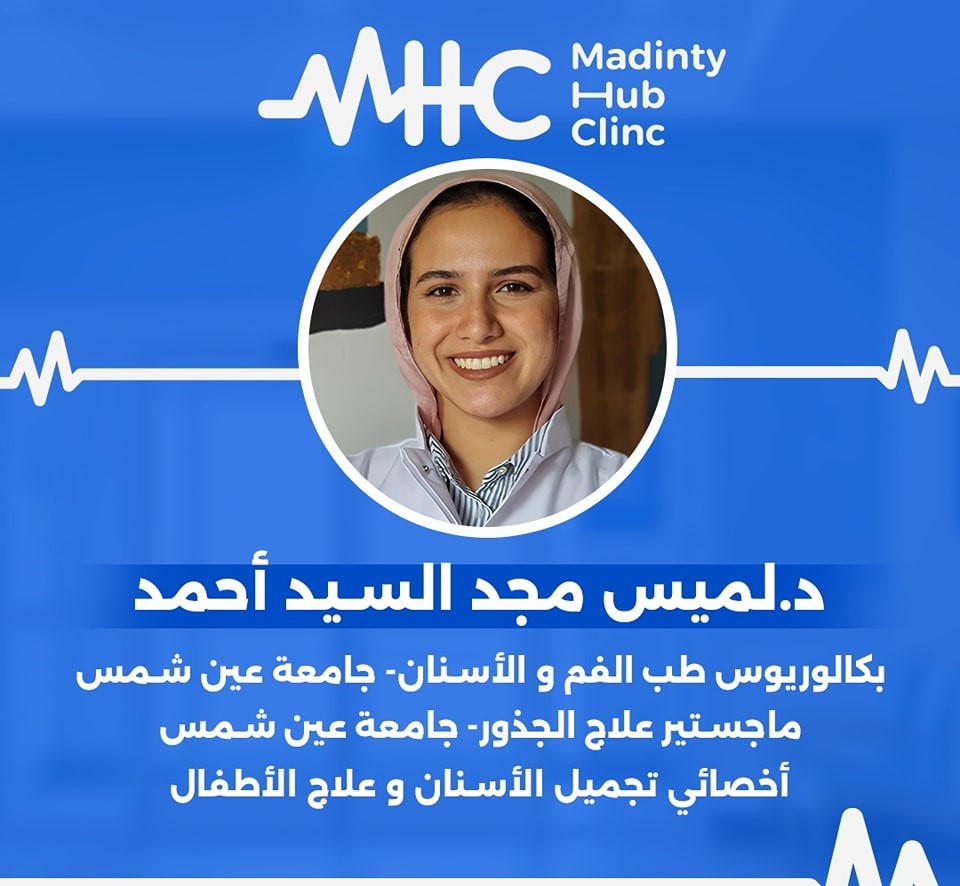 MHC
Madinty
Hub
Clinc
د.لميس مجد السيد أحمد
بكالوريوس طب الفم و الأسنان- جامعة عين شمس
ماجستير علاج الجذور- جامعة عين شمس
أخصائي تجميل الأسنان و علاج الأطفال